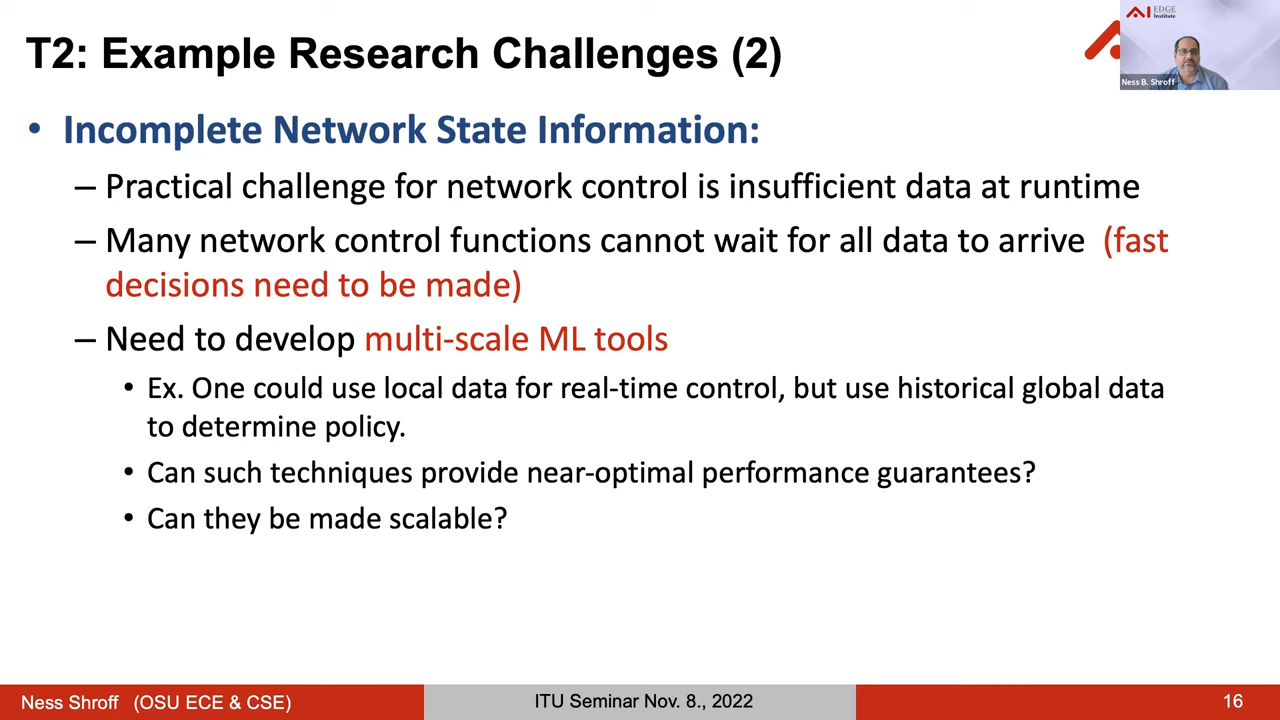 T2: Example Research Challenges (2)
AI EDGE
Institute
Ness B. Shroff
• Incomplete Network State Information:
– Practical challenge for network control is insufficient data at runtime
– Many network control functions cannot wait for all data to arrive (fast
decisions need to be made)
– Need to develop multi-scale ML tools
• Ex. One could use local data for real-time control, but use historical global data
to determine policy.
• Can such techniques provide near-optimal performance guarantees?
• Can they be made scalable?
Ness Shroff (OSU ECE & CSE)
ITU Seminar Nov. 8., 2022
16